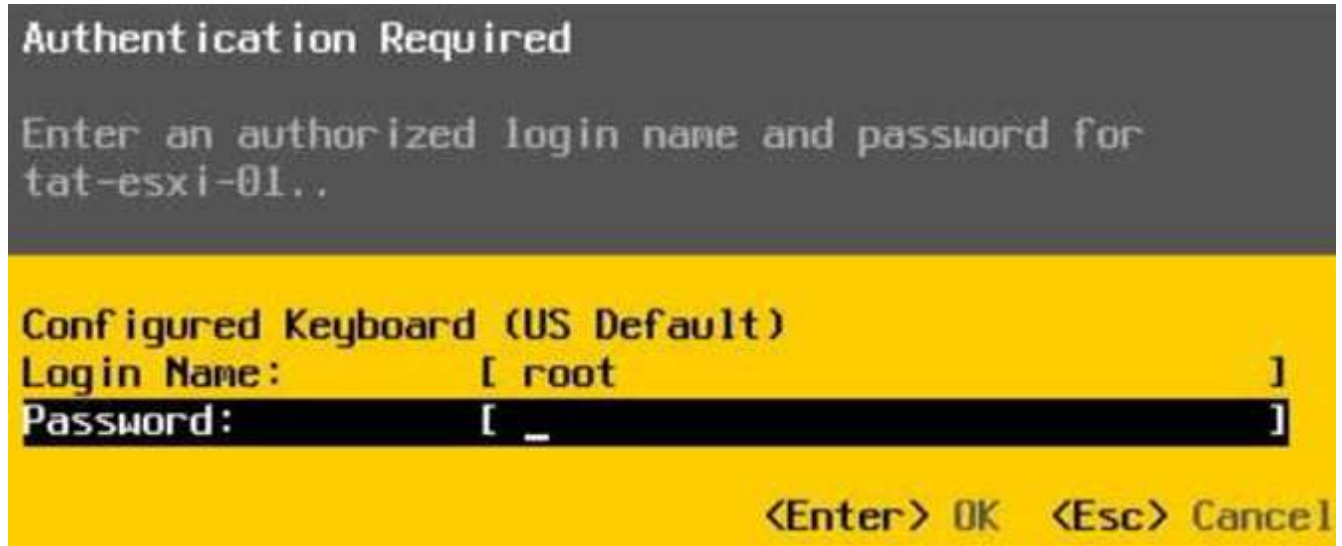 Authentication Required
Enter an authorized login name and password for
tat-esxi-01..
Configured Keyboard (US Default)
Login Name: [ root ]
Password: [ _ ]
<Enter> OK <Esc> Cancel